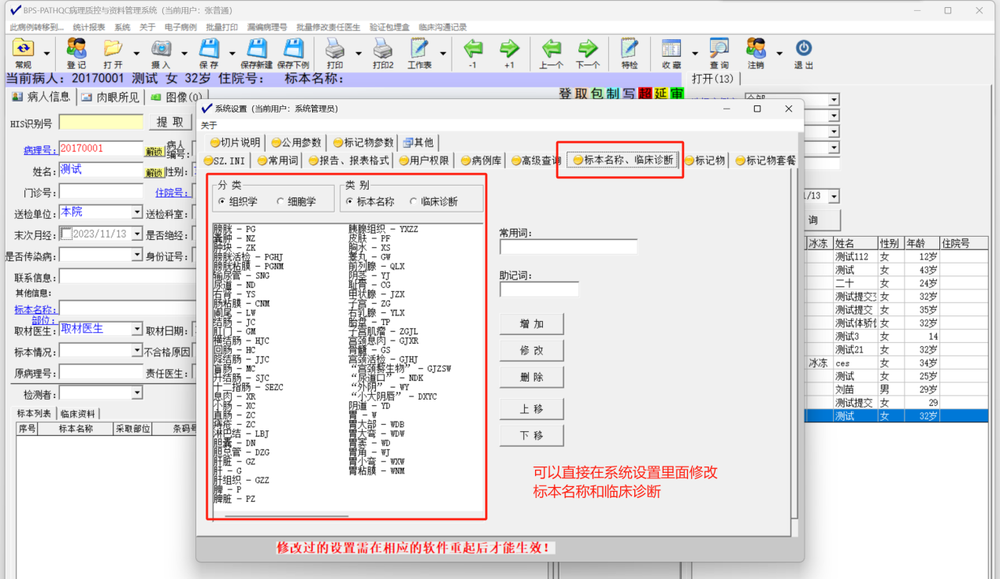 BPS-PATHQC病理质控与资料管理系统（当前用户：张普通）
此病例转移到... 统计报表 系统 关于 电子病例 批量打印 漏编病理号 批量修改责任医生 验证包埋盒 临床沟通记录
常规 登记 打开 摄入 保存 保存新建 保存下例 打印 打印2 工作表 -1 +1 上一个 下一个 特检 收藏 查询 注销 退出
当前病人: 20170001 测试 女 32岁 住院号: 标本名称:
打开(13)
病人信息 肉眼所见 图像(0)
登 取 包 制 写 超 延 审
HIS识别号 提 取
病理号: 20170001 解锁 病人编号:
姓名: 测试 解锁 性别:
门诊号: 住院号:
送检单位: 本院 送检科室:
末次月经: 2023/11/13 是否绝经:
是否传染病: 身份证号:
联系信息:
其他信息:
标本名称:
部位:
取材医生: 取材医生 取材日期:
标本情况: 不合格原因
原病理号: 责任医生:
检测者:
标本列表 临床资料
序号 标本名称 采取部位 条码号
系统设置（当前用户：系统管理员）
关于
切片说明 公用参数 标记物参数 其他
SZ.INI 常用词 报告、报表格式 用户权限 病例库 高级查询 标本名称、临床诊断 标记物 标记物套餐
分 类
组织学 细胞学
类 别
标本名称 临床诊断
膀胱 - PG
囊肿 - NZ
肿块 - ZK
膀胱活检 - PGHJ
膀胱粘膜 - PGNM
输尿管 - SNG
尿道 - ND
右肾 - YS
肠粘膜 - CNM
阑尾 - LW
结肠 - JC
肛门 - GM
横结肠 - HJC
回肠 - HC
降结肠 - JJC
盲肠 - MC
升结肠 - SJC
十二指肠 - SEZC
息肉 - XR
小肠 - XC
直肠 - ZC
痔疮 - ZC
淋巴结 - LBJ
胆囊 - DN
胆总管 - DZG
肝脏 - GZ
肝 - G
肝组织 - GZZ
脾 - P
脾脏 - PZ
胰腺组织 - YXZZ
皮肤 - PF
胸水 - XS
睾丸 - GW
前列腺 - QLX
阴茎 - YJ
耻骨 - CG
甲状腺 - JZX
子宫 - ZG
右乳腺 - YLX
胎盘 - TP
子宫肌瘤 - ZGJL
宫颈息肉 - GJXR
骨髓 - GS
宫颈活检 - GJHJ
“宫颈赘生物” - GJZSW
“尿道口” - NDK
“外阴” - WY
“小大阴唇” - DXYC
阴道 - YD
胃 - W
胃大部 - WDB
胃大弯 - WDW
胃窦 - WD
胃角 - WJ
胃小弯 - WXW
胃粘膜 - WNM
常用词:
助记词:
增 加
修 改
删 除
上 移
下 移
可以直接在系统设置里面修改
标本名称和临床诊断
修改过的设置需在相应的软件重起后才能生效！
1/13
询
冰冻 姓名 性别 年龄 住院号
测试112 女 12岁
测试 女 43岁
二十 女 24岁
测试提交 女 32岁
测试提交 女 35岁
测试体骄 女 32岁
测试3 女 14
测试21 女 32岁
冰冻 ces 女 34岁
测试 女 25岁
刘苗 男 29岁
测试提交 女 29
测试 女 32岁